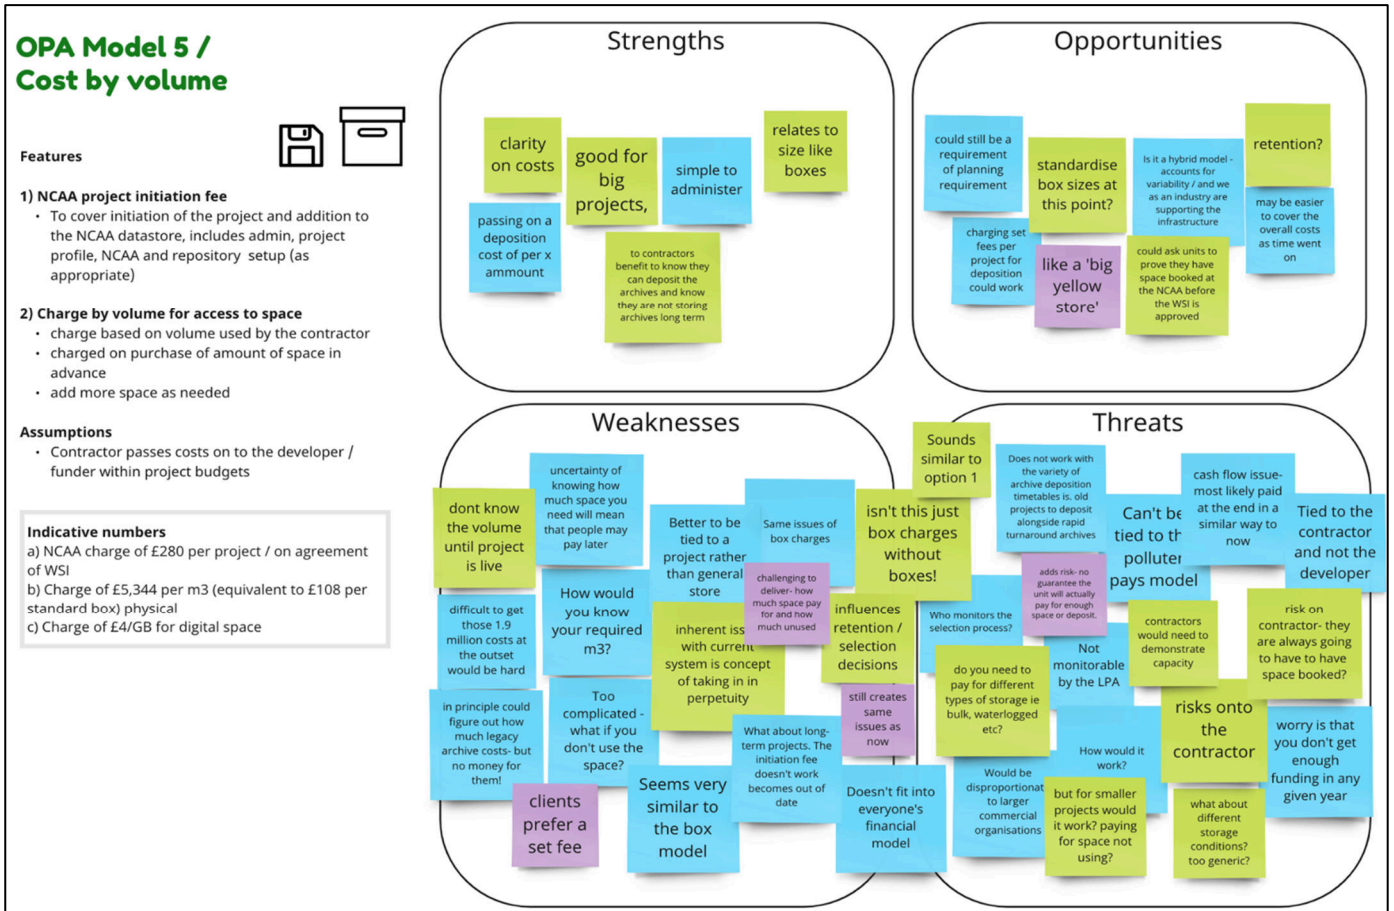 OPA Model 5 /
Cost by volume
Features
1) NCAA project initiation fee
• To cover initiation of the project and addition to
the NCAA datastore, includes admin, project
profile, NCAA and repository setup (as
appropriate)
2) Charge by volume for access to space
• charge based on volume used by the contractor
• charged on purchase of amount of space in
advance
• add more space as needed
Assumptions
• Contractor passes costs on to the developer /
funder within project budgets
Indicative numbers
a) NCAA charge of £280 per project / on agreement
of WSI
b) Charge of £5,344 per m3 (equivalent to £108 per
standard box) physical
c) Charge of £4/GB for digital space
Strengths
clarity
on costs
good for
big
projects,
simple to
administer
relates to
size like
boxes
passing on a
deposition
cost of per x
ammount
to contractors
benefit to know they
can deposit the
archives and know
they are not storing
archives long term
Opportunities
could still be a
requirement
of planning
requirement
standardise
box sizes at
this point?
Is it a hybrid model -
accounts for
variability / and we
as an industry are
supporting the
infrastructure
retention?
charging set
fees per
project for
deposition
could work
like a 'big
yellow
store'
could ask units to
prove they have
space booked at
the NCAA before
the WSI is
approved
may be easier
to cover the
overall costs
as time went
on
Weaknesses
dont know
the volume
until project
is live
uncertainty of
knowing how
much space you
need will mean
that people may
pay later
Better to be
tied to a
project rather
than general
store
Same issues of
box charges
isn't this just
box charges
without
boxes!
challenging to
deliver- how
much space pay
for and how
much unused
difficult to get
those 1.9
million costs at
the outset
would be hard
How would
you know
your required
m3?
inherent iss
with current
system is concept
of taking in in
perpetuity
influences
retention /
selection
decisions
still creates
same
issues as
now
in principle could
figure out how
much legacy
archive costs- but
no money for
them!
Too
complicated -
what if you
don't use the
space?
What about long-
term projects. The
initiation fee
doesn't work
becomes out of
date
clients
prefer a
set fee
Seems very
similar to
the box
model
Doesn't fit into
everyone's
financial
model
Threats
Sounds
similar to
option 1
Does not work with
the variety of
archive deposition
timetables is. old
projects to deposit
alongside rapid
turnaround archives
Can't be
tied to th
polluter
pays model
cash flow issue-
most likely paid
at the end in a
similar way to
now
Tied to the
contractor
and not the
developer
adds risk- no
guarantee the
unit will actually
pay for enough
space or deposit.
Who monitors the
selection process?
Not
monitorable
by the LPA
contractors
would need to
demonstrate
capacity
risk on
contractor- they
are always going
to have to have
space booked?
do you need to
pay for different
types of storage ie
bulk, waterlogged
etc?
How would it
work?
risks onto
the
contractor
worry is that
you don't get
enough
funding in any
given year
Would be
disproportionat
to larger
commercial
organisations
but for smaller
projects would
it work? paying
for space not
using?
what about
different
storage
conditions?
too generic?